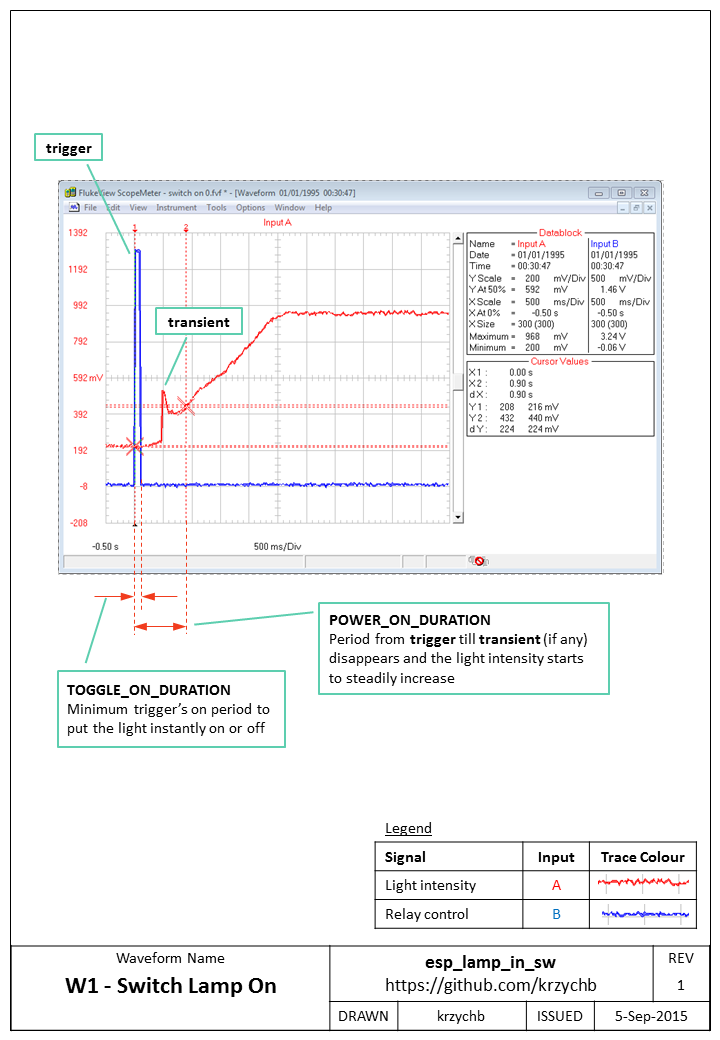 trigger
FlukeView ScopeMeter - switch on 0.fvf * - [Waveform 01/01/1995 00:30:47]
File Edit View Instrument Tools Options Window Help
Input A
1 2
1392
1192
992
792
592 mV
392
192
-8
-208
transient
-0.50 s 500 ms/Div
Datablock
Name = Input A Input B
Date = 01/01/1995 01/01/1995
Time = 00:30:47 00:30:47
Y Scale = 200 mV/Div 500 mV/Div
Y At 50% = 592 mV 1.46 V
X Scale = 500 ms/Div 500 ms/Div
X At 0% = -0.50 s -0.50 s
X Size = 300 (300) 300 (300)
Maximum = 968 mV 3.24 V
Minimum = 200 mV -0.06 V
Cursor Values
X1 : 0.00 s
X2 : 0.90 s
dX : 0.90 s
Y1 : 208 216 mV
Y2 : 432 440 mV
dY : 224 224 mV
POWER_ON_DURATION
Period from trigger till transient (if any)
disappears and the light intensity starts
to steadily increase
TOGGLE_ON_DURATION
Minimum trigger's on period to
put the light instantly on or off
Legend
Signal Input Trace Colour
Light intensity A
Relay control B
Waveform Name
W1 - Switch Lamp On
esp_lamp_in_sw
https://github.com/krzychb
REV
1
DRAWN krzychb ISSUED 5-Sep-2015